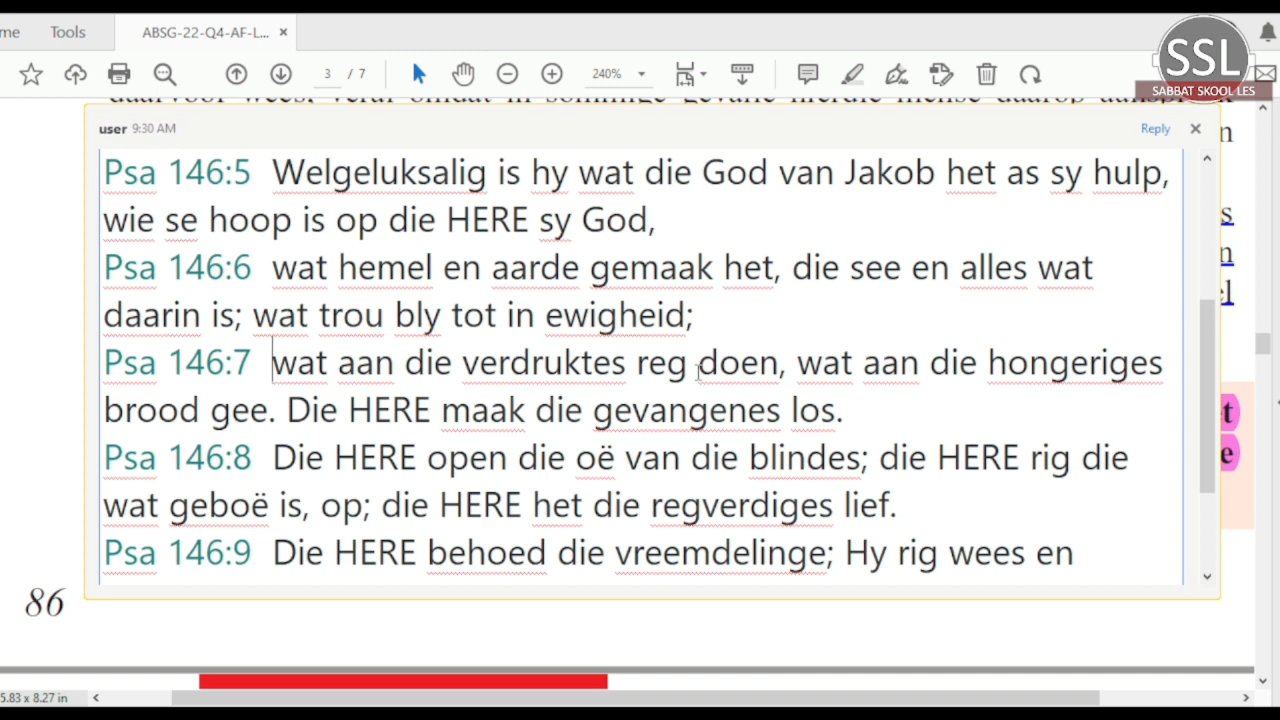 me Tools ABSG-22-Q4-AF-L... ×
3 / 7 240%
SSL
SABBAT SKOOL LES
user 9:30 AM Reply
n
Psa 146:5 Welgeluksalig is hy wat die God van Jakob het as sy hulp,
wie se hoop is op die HERE sy God,
s
Psa 146:6 wat hemel en aarde gemaak het, die see en alles wat
n
daarin is; wat trou bly tot in ewigheid;
el
Psa 146:7 wat aan die verdruktes reg doen, wat aan die hongeriges
brood gee. Die HERE maak die gevangenes los.
t
Psa 146:8 Die HERE open die oë van die blindes; die HERE rig die
e
wat geboë is, op; die HERE het die regverdiges lief.
Psa 146:9 Die HERE behoed die vreemdelinge; Hy rig wees en
86
5.83 x 8.27 in